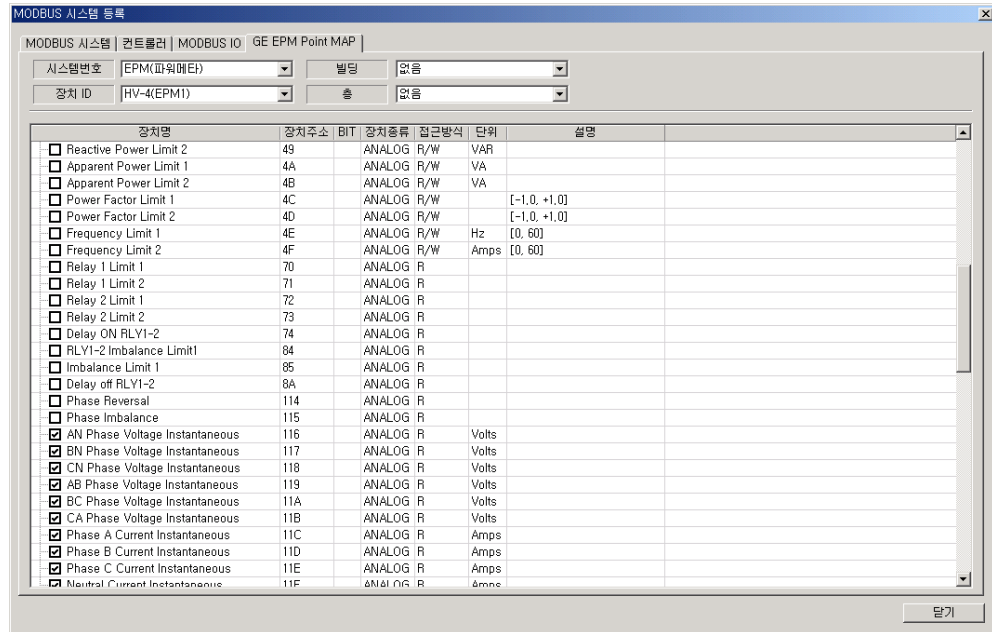 MODBUS 시스템 등록
MODBUS 시스템 컨트롤러 MODBUS IO GE EPM Point MAP
시스템번호 EPM(파워메타) 빌딩 없음
장치 ID HV-4(EPM1) 층 없음
장치명 장치주소 BIT 장치종류 접근방식 단위 설명
Reactive Power Limit 2 49 ANALOG R/W VAR
Apparent Power Limit 1 4A ANALOG R/W VA
Apparent Power Limit 2 4B ANALOG R/W VA
Power Factor Limit 1 4C ANALOG R/W [-1,0, +1,0]
Power Factor Limit 2 4D ANALOG R/W [-1,0, +1,0]
Frequency Limit 1 4E ANALOG R/W Hz [0, 60]
Frequency Limit 2 4F ANALOG R/W Amps [0, 60]
Relay 1 Limit 1 70 ANALOG R
Relay 1 Limit 2 71 ANALOG R
Relay 2 Limit 1 72 ANALOG R
Relay 2 Limit 2 73 ANALOG R
Delay ON RLY1-2 74 ANALOG R
RLY1-2 Imbalance Limit1 84 ANALOG R
Imbalance Limit 1 85 ANALOG R
Delay off RLY1-2 8A ANALOG R
Phase Reversal 114 ANALOG R
Phase Imbalance 115 ANALOG R
AN Phase Voltage Instantaneous 116 ANALOG R Volts
BN Phase Voltage Instantaneous 117 ANALOG R Volts
CN Phase Voltage Instantaneous 118 ANALOG R Volts
AB Phase Voltage Instantaneous 119 ANALOG R Volts
BC Phase Voltage Instantaneous 11A ANALOG R Volts
CA Phase Voltage Instantaneous 11B ANALOG R Volts
Phase A Current Instantaneous 11C ANALOG R Amps
Phase B Current Instantaneous 11D ANALOG R Amps
Phase C Current Instantaneous 11E ANALOG R Amps
Neutral Current Instantaneous 11F ANALOG R Amps
닫기